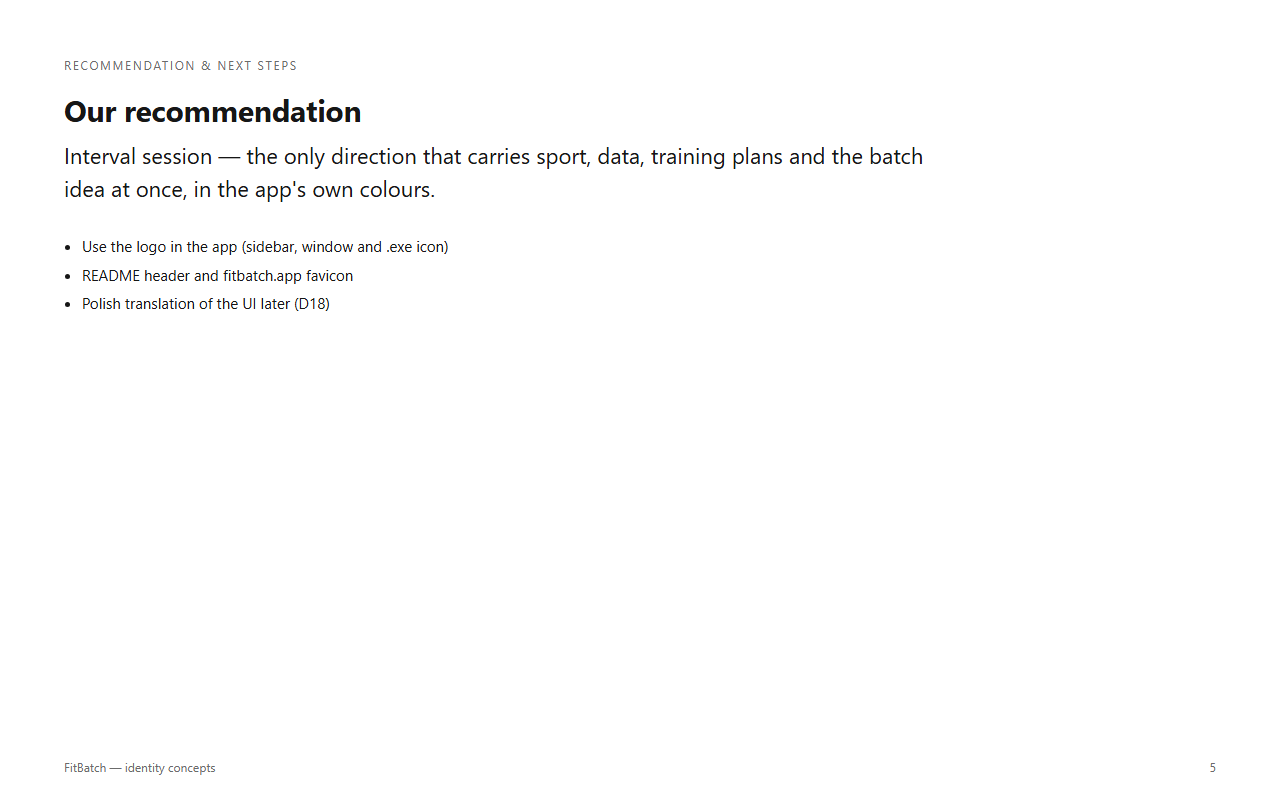 RECOMMENDATION & NEXT STEPS
Our recommendation
Interval session — the only direction that carries sport, data, training plans and the batch
idea at once, in the app's own colours.
• Use the logo in the app (sidebar, window and .exe icon)
• README header and fitbatch.app favicon
• Polish translation of the UI later (D18)
FitBatch — identity concepts
5